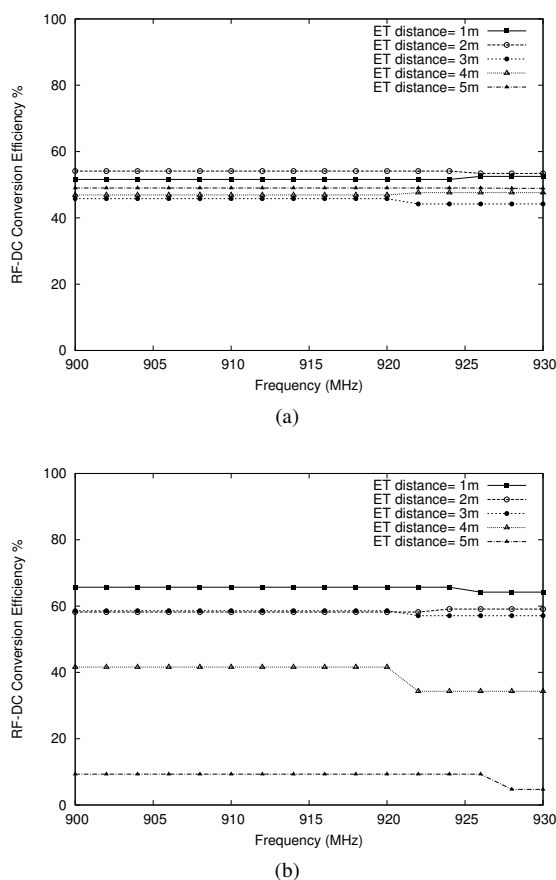 100
80
60
40
20
0
900 905 910 915 920 925 930
RF-DC Conversion Efficiency %
Frequency (MHz)
ET distance= 1m
ET distance= 2m
ET distance= 3m
ET distance= 4m
ET distance= 5m
(a)
100
80
60
40
20
0
900 905 910 915 920 925 930
RF-DC Conversion Efficiency %
Frequency (MHz)
ET distance= 1m
ET distance= 2m
ET distance= 3m
ET distance= 4m
ET distance= 5m
(b)